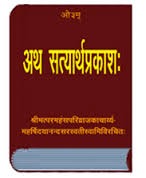 ओ३म्
अथ सत्यार्थप्रकाशः
श्रीमत्परमहंसपरिव्राजकाचार्य्य-
महर्षिदयानन्दसरस्वतीस्वामिविरचितः